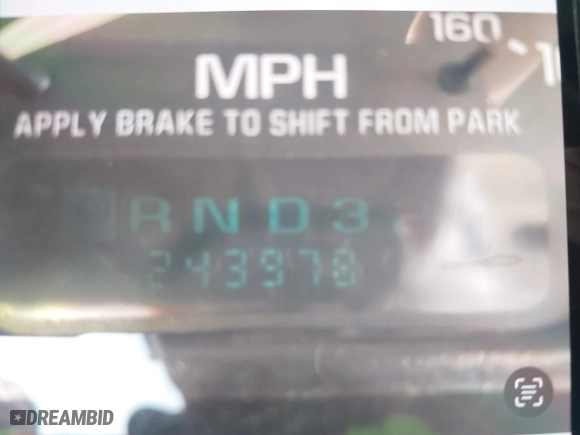 160
MPH
APPLY BRAKE TO SHIFT FROM PARK
R N D 3
243978
DREAMBID